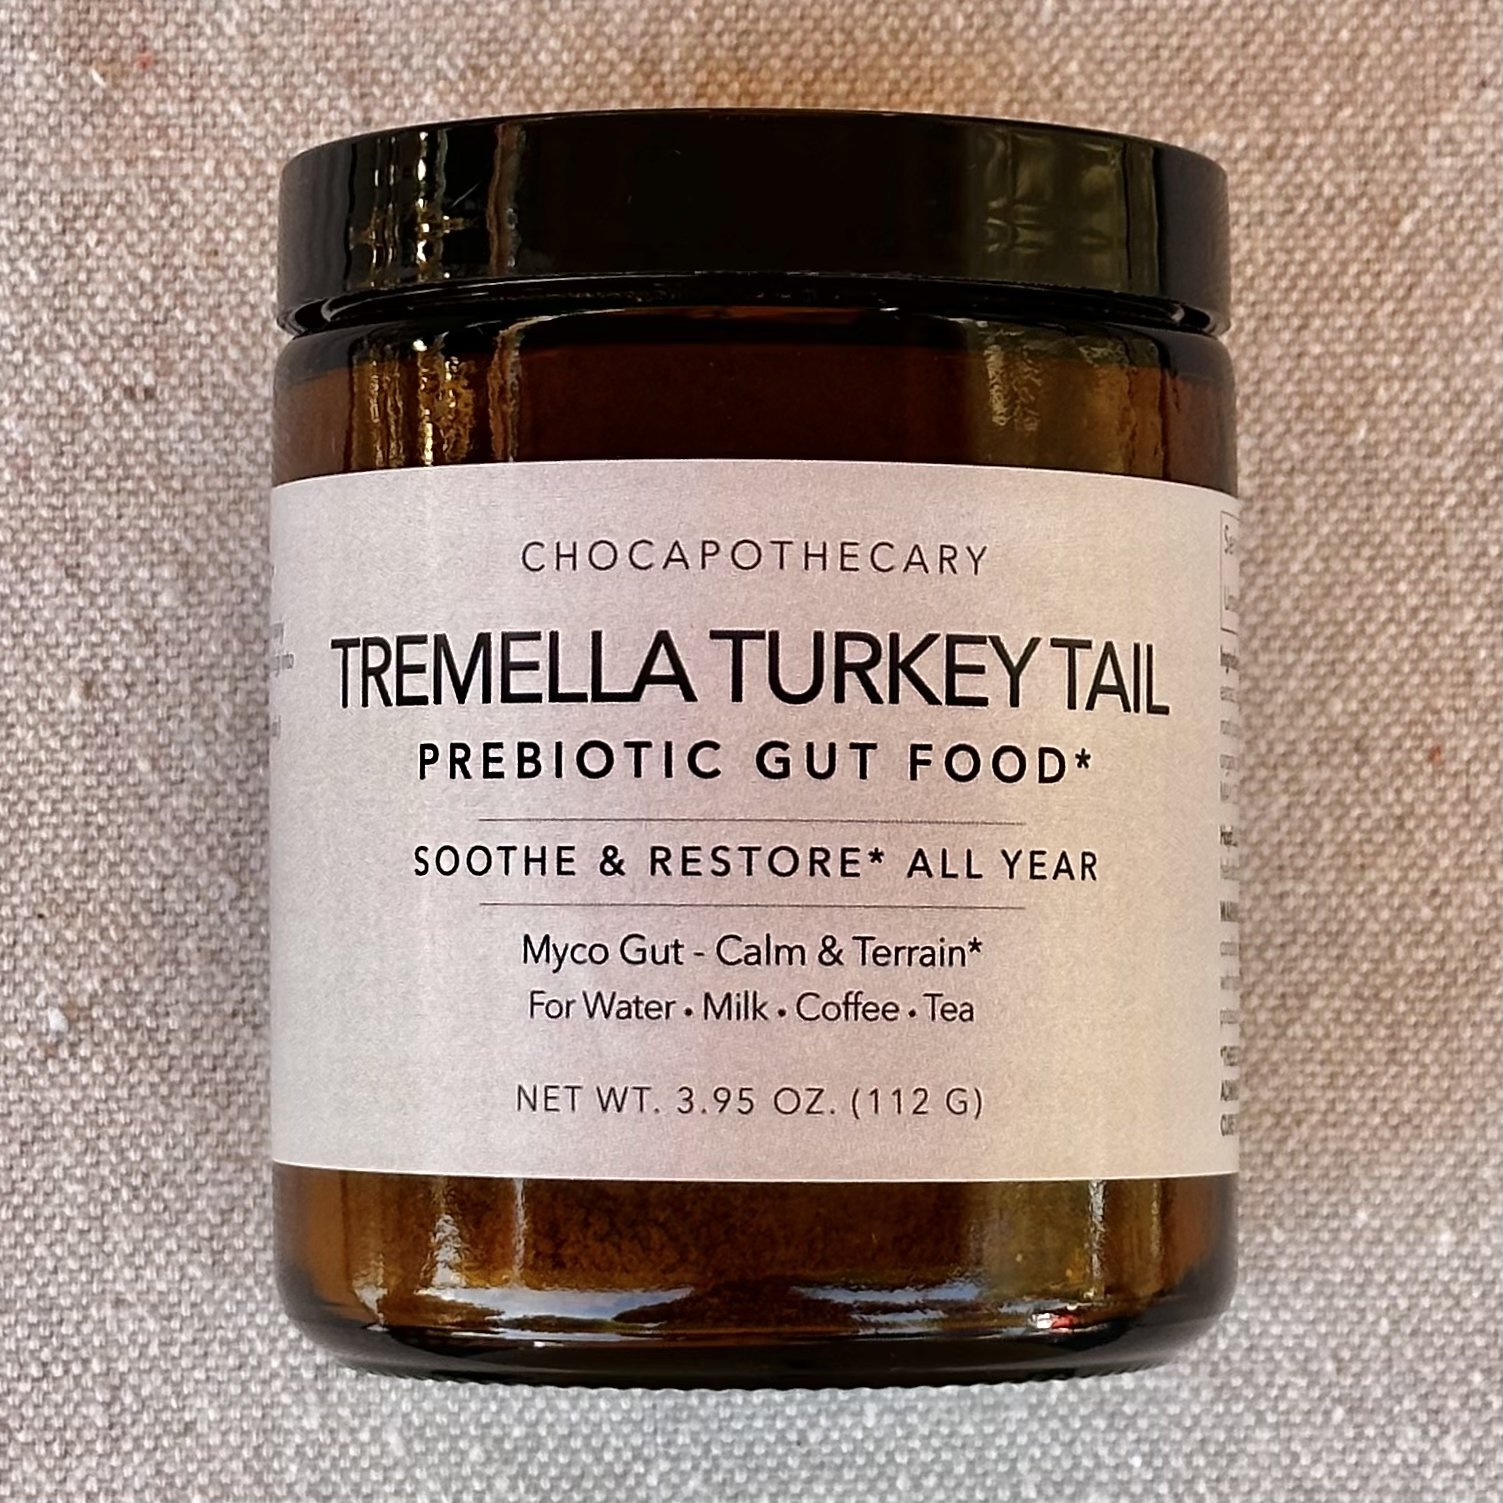 CHOCAPOTHECARY
TREMELLA TURKEY TAIL
PREBIOTIC GUT FOOD*
SOOTHE & RESTORE* ALL YEAR
Myco Gut - Calm & Terrain*
For Water • Milk • Coffee • Tea
NET WT. 3.95 OZ. (112 G)